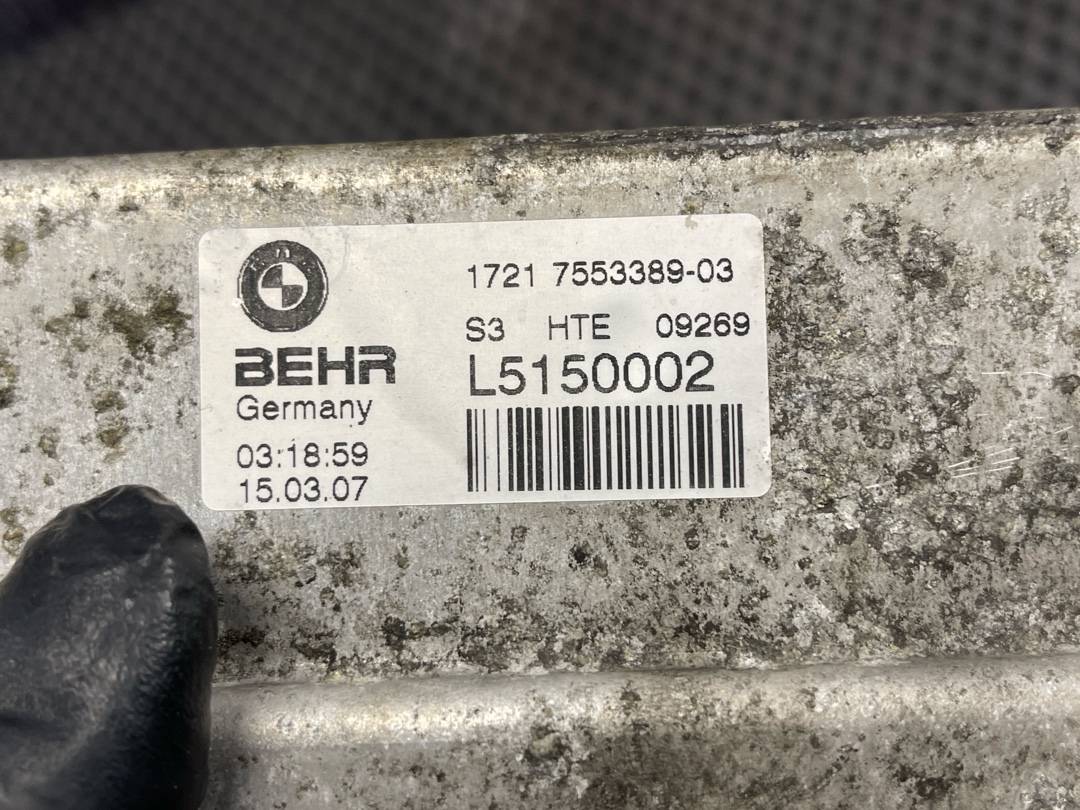 BEHR
Germany
03:18:59
15.03.07
1721 7553389-03
S3 HTE 09269
L5150002